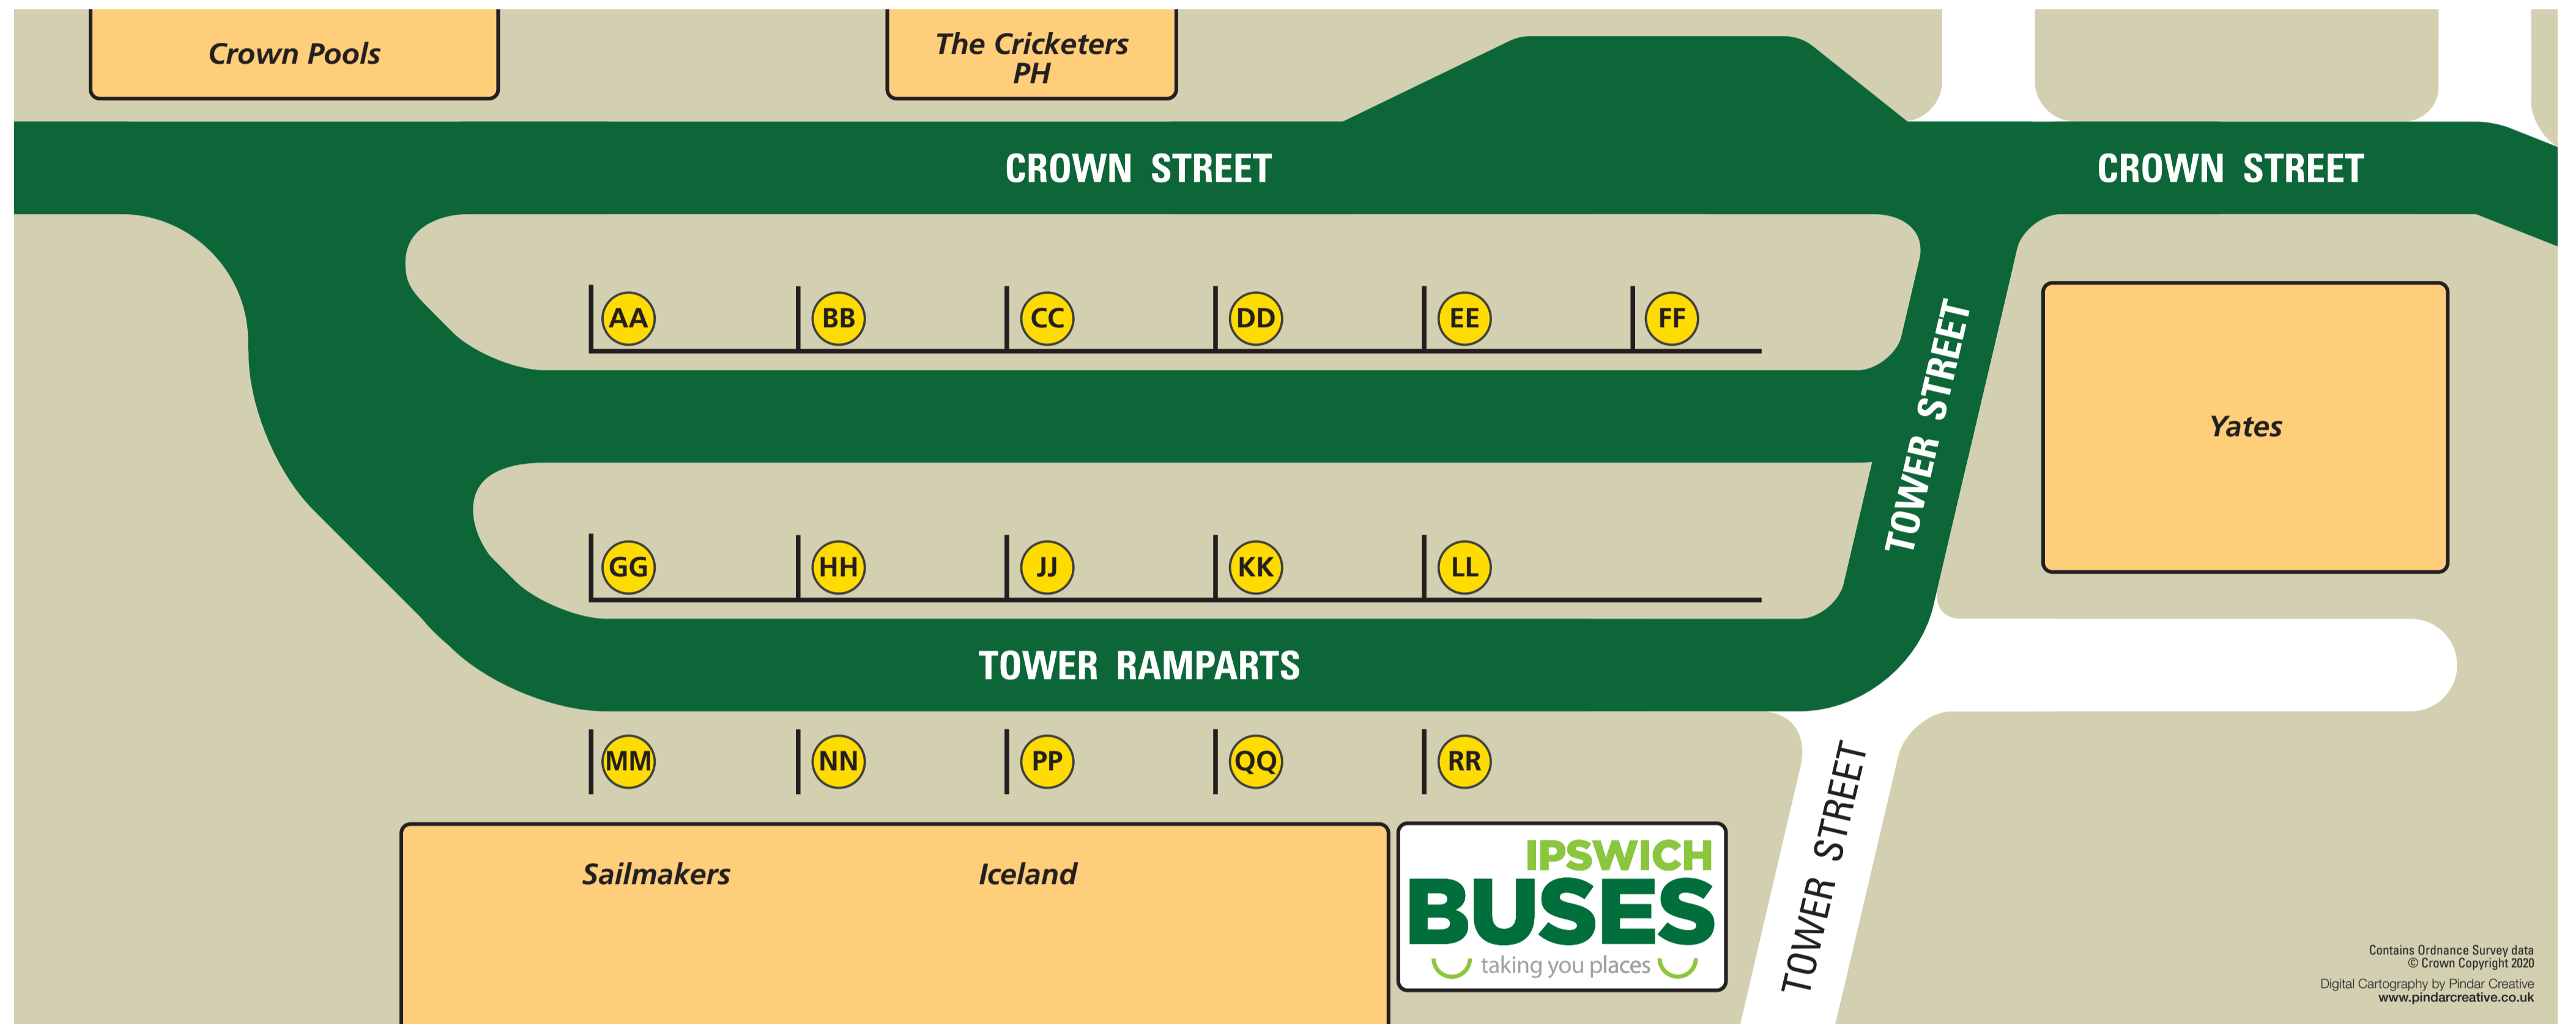 Crown Pools
The Cricketers
PH
CROWN STREET
CROWN STREET
AA
BB
CC
DD
EE
FF
TOWER STREET
Yates
GG
HH
JJ
KK
LL
TOWER RAMPARTS
MM
NN
PP
QQ
RR
TOWER STREET
Sailmakers
Iceland
IPSWICH
BUSES
taking you places
Contains Ordnance Survey data
© Crown Copyright 2020
Digital Cartography by Pindar Creative
www.pindarcreative.co.uk